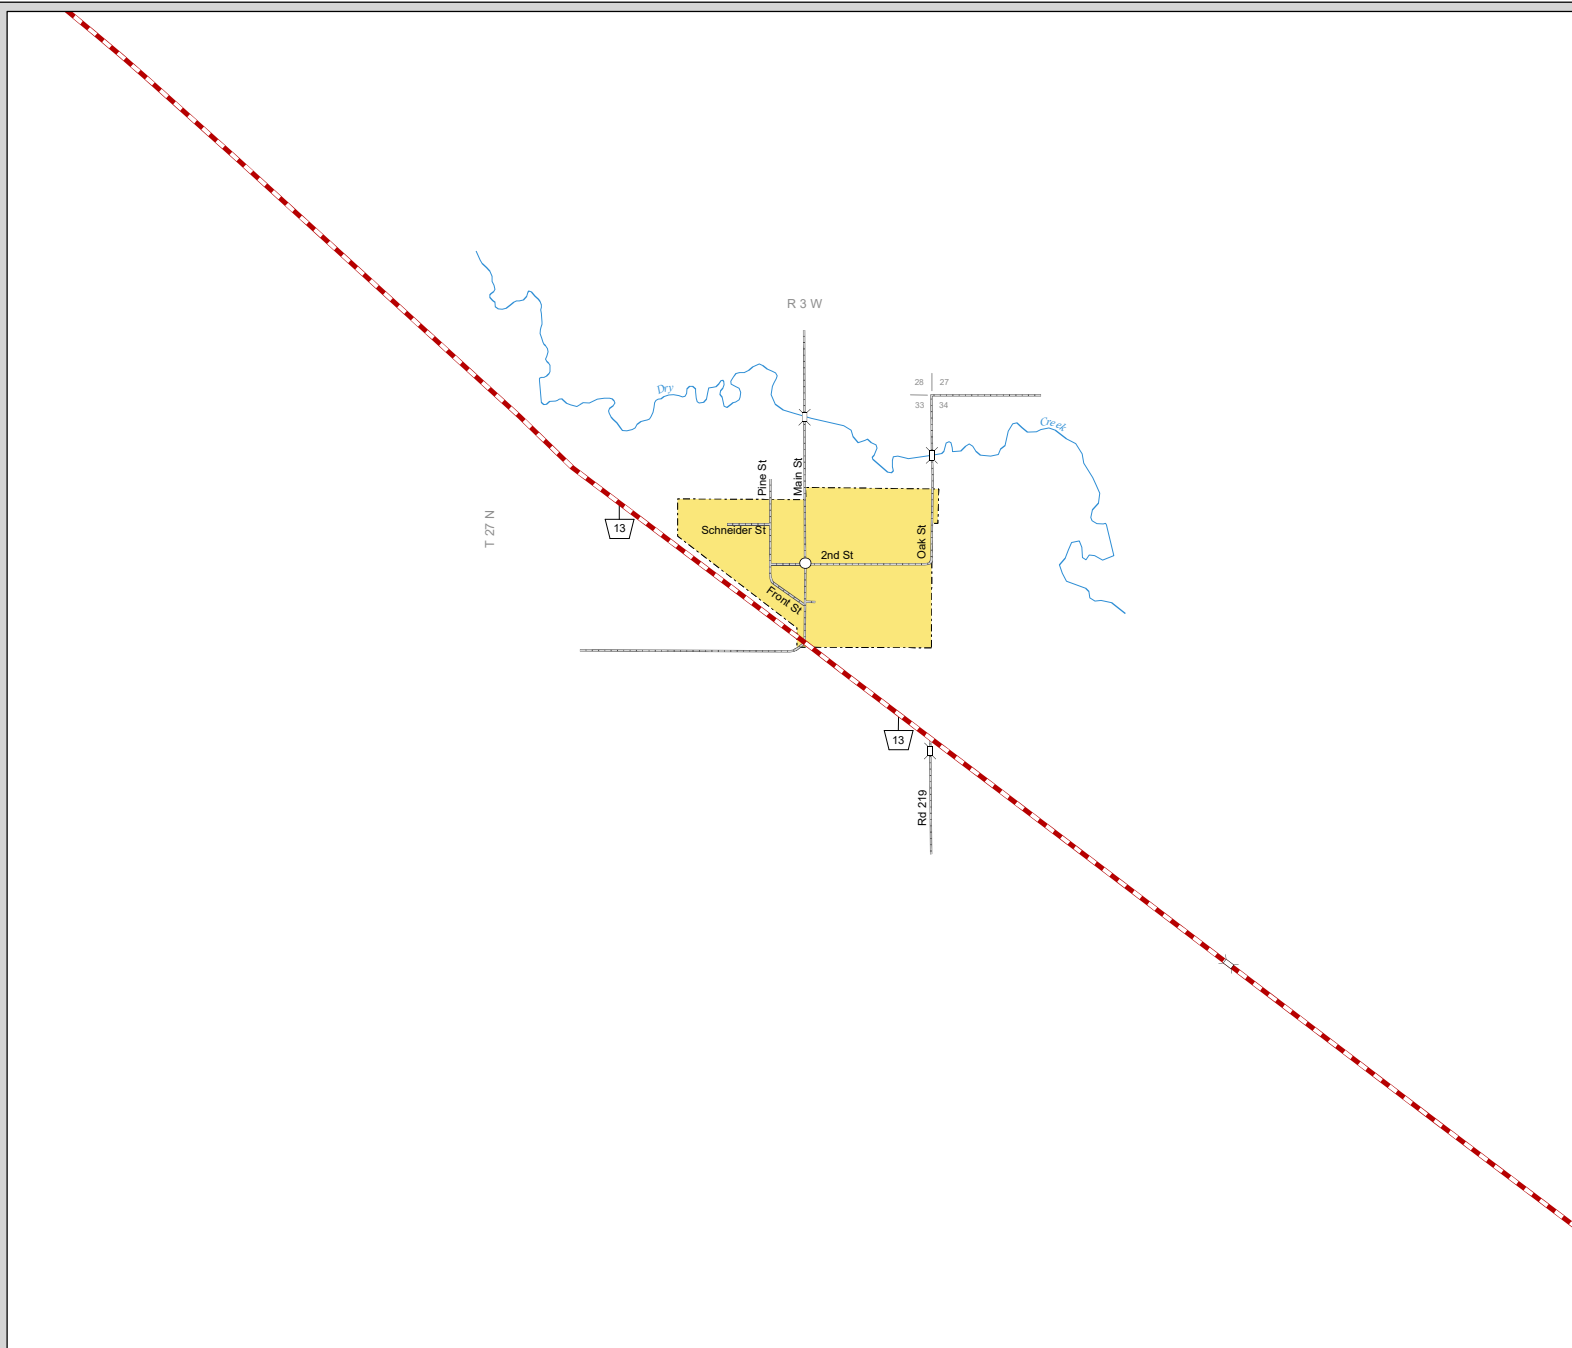 R 3 W
28 27
33 34
Dry
Creek
Pine St
Main St
T 27 N
13
Schneider St
Oak St
2nd St
Front St
13
Rd 219